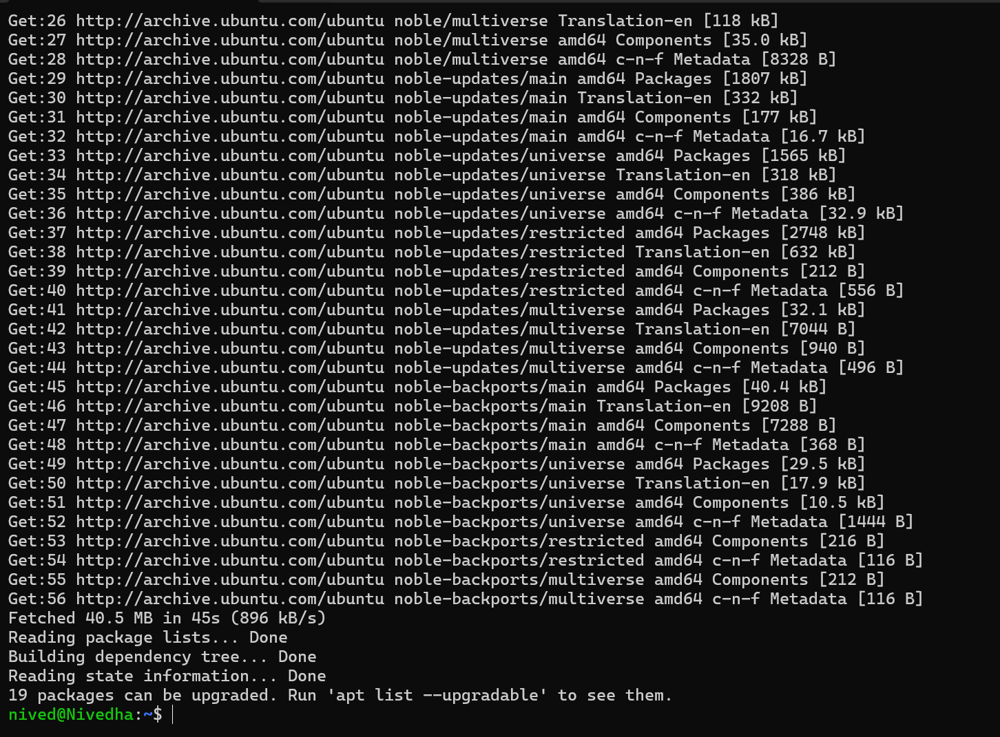 Get:26 http://archive.ubuntu.com/ubuntu noble/multiverse Translation-en [118 kB]
Get:27 http://archive.ubuntu.com/ubuntu noble/multiverse amd64 Components [35.0 kB]
Get:28 http://archive.ubuntu.com/ubuntu noble/multiverse amd64 c-n-f Metadata [8328 B]
Get:29 http://archive.ubuntu.com/ubuntu noble-updates/main amd64 Packages [1807 kB]
Get:30 http://archive.ubuntu.com/ubuntu noble-updates/main Translation-en [332 kB]
Get:31 http://archive.ubuntu.com/ubuntu noble-updates/main amd64 Components [177 kB]
Get:32 http://archive.ubuntu.com/ubuntu noble-updates/main amd64 c-n-f Metadata [16.7 kB]
Get:33 http://archive.ubuntu.com/ubuntu noble-updates/universe amd64 Packages [1565 kB]
Get:34 http://archive.ubuntu.com/ubuntu noble-updates/universe Translation-en [318 kB]
Get:35 http://archive.ubuntu.com/ubuntu noble-updates/universe amd64 Components [386 kB]
Get:36 http://archive.ubuntu.com/ubuntu noble-updates/universe amd64 c-n-f Metadata [32.9 kB]
Get:37 http://archive.ubuntu.com/ubuntu noble-updates/restricted amd64 Packages [2748 kB]
Get:38 http://archive.ubuntu.com/ubuntu noble-updates/restricted Translation-en [632 kB]
Get:39 http://archive.ubuntu.com/ubuntu noble-updates/restricted amd64 Components [212 B]
Get:40 http://archive.ubuntu.com/ubuntu noble-updates/restricted amd64 c-n-f Metadata [556 B]
Get:41 http://archive.ubuntu.com/ubuntu noble-updates/multiverse amd64 Packages [32.1 kB]
Get:42 http://archive.ubuntu.com/ubuntu noble-updates/multiverse Translation-en [7044 B]
Get:43 http://archive.ubuntu.com/ubuntu noble-updates/multiverse amd64 Components [940 B]
Get:44 http://archive.ubuntu.com/ubuntu noble-updates/multiverse amd64 c-n-f Metadata [496 B]
Get:45 http://archive.ubuntu.com/ubuntu noble-backports/main amd64 Packages [40.4 kB]
Get:46 http://archive.ubuntu.com/ubuntu noble-backports/main Translation-en [9208 B]
Get:47 http://archive.ubuntu.com/ubuntu noble-backports/main amd64 Components [7288 B]
Get:48 http://archive.ubuntu.com/ubuntu noble-backports/main amd64 c-n-f Metadata [368 B]
Get:49 http://archive.ubuntu.com/ubuntu noble-backports/universe amd64 Packages [29.5 kB]
Get:50 http://archive.ubuntu.com/ubuntu noble-backports/universe Translation-en [17.9 kB]
Get:51 http://archive.ubuntu.com/ubuntu noble-backports/universe amd64 Components [10.5 kB]
Get:52 http://archive.ubuntu.com/ubuntu noble-backports/universe amd64 c-n-f Metadata [1444 B]
Get:53 http://archive.ubuntu.com/ubuntu noble-backports/restricted amd64 Components [216 B]
Get:54 http://archive.ubuntu.com/ubuntu noble-backports/restricted amd64 c-n-f Metadata [116 B]
Get:55 http://archive.ubuntu.com/ubuntu noble-backports/multiverse amd64 Components [212 B]
Get:56 http://archive.ubuntu.com/ubuntu noble-backports/multiverse amd64 c-n-f Metadata [116 B]
Fetched 40.5 MB in 45s (896 kB/s)
Reading package lists... Done
Building dependency tree... Done
Reading state information... Done
19 packages can be upgraded. Run 'apt list --upgradable' to see them.
nived@Nivedha:~$